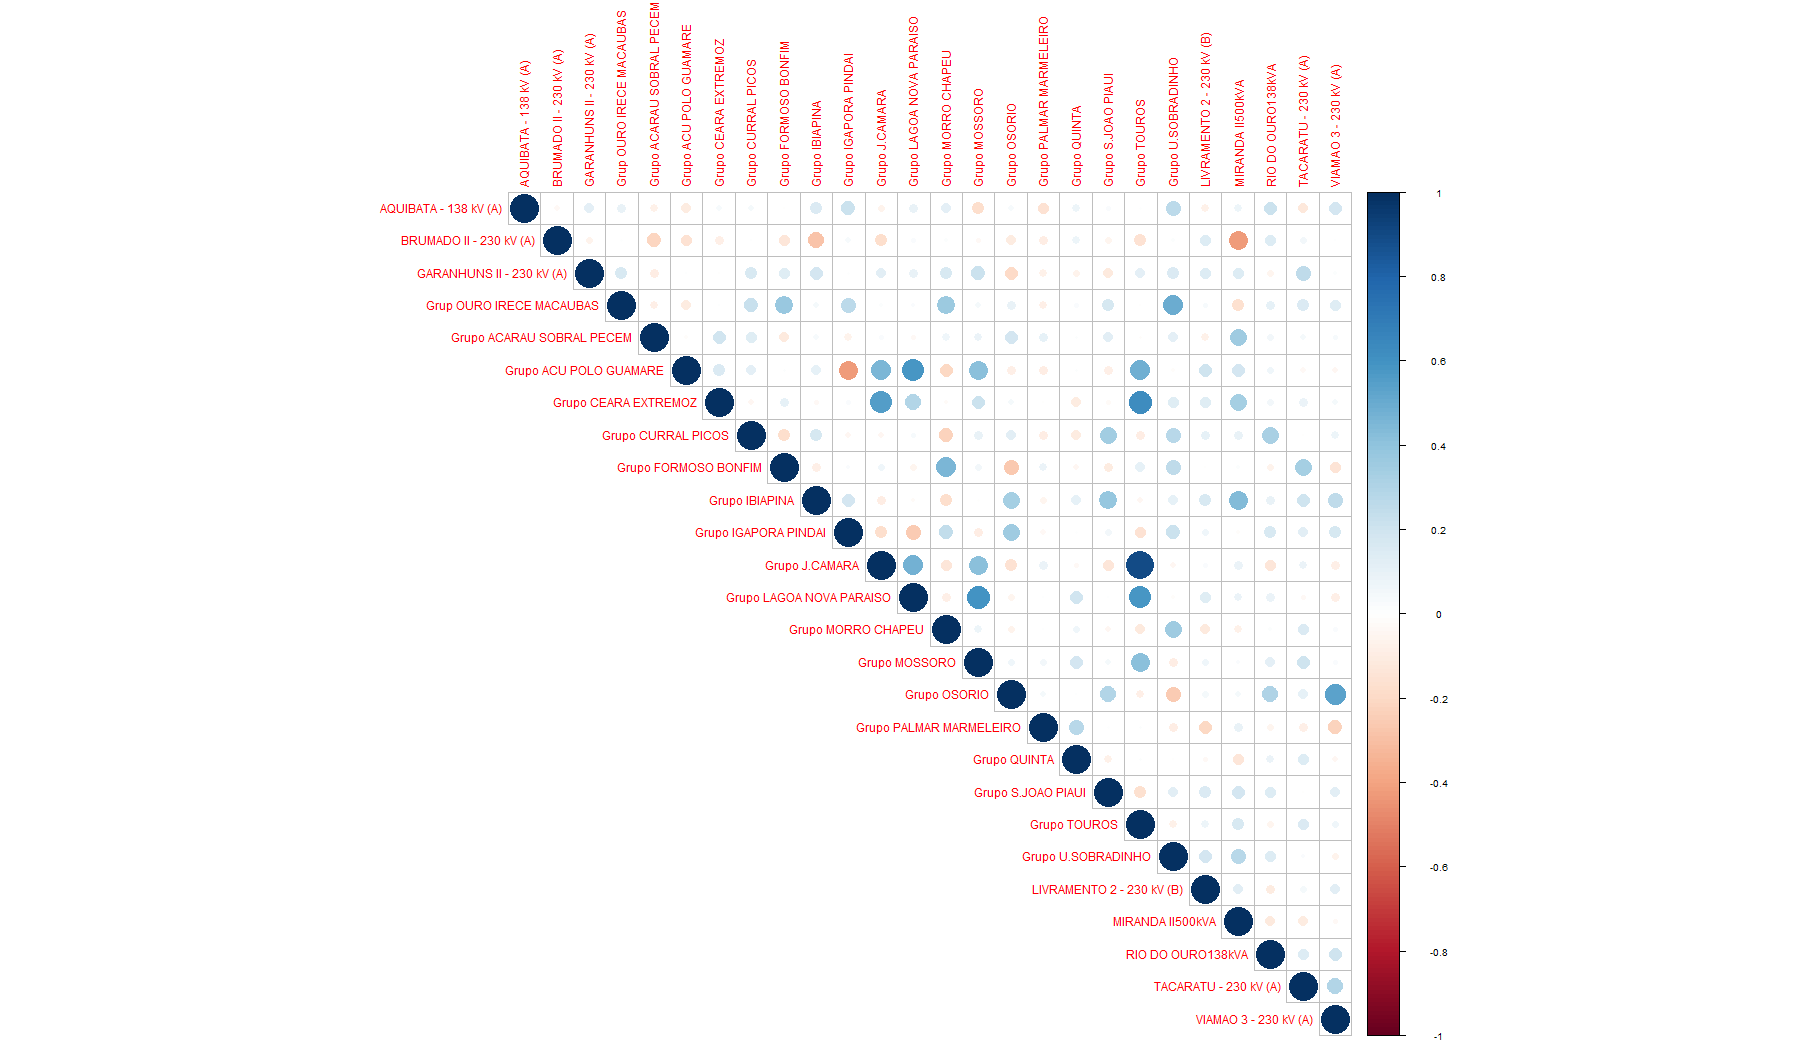 AQUIBATA - 138 kV (A)
BRUMADO II - 230 kV (A)
GARANHUNS II - 230 kV (A)
Grup OURO IRECE MACAUBAS
Grupo ACARAU SOBRAL PECEM
Grupo ACU POLO GUAMARE
Grupo CEARA EXTREMOZ
Grupo CURRAL PICOS
Grupo FORMOSO BONFIM
Grupo IBIAPINA
Grupo IGAPORA PINDAI
Grupo J.CAMARA
Grupo LAGOA NOVA PARAISO
Grupo MORRO CHAPEU
Grupo MOSSORO
Grupo OSORIO
Grupo PALMAR MARMELEIRO
Grupo QUINTA
Grupo S.JOAO PIAUI
Grupo TOUROS
Grupo U.SOBRADINHO
LIVRAMENTO 2 - 230 kV (B)
MIRANDA II500kVA
RIO DO OURO138kVA
TACARATU - 230 kV (A)
VIAMAO 3 - 230 kV (A)
AQUIBATA - 138 kV (A)
BRUMADO II - 230 kV (A)
GARANHUNS II - 230 kV (A)
Grup OURO IRECE MACAUBAS
Grupo ACARAU SOBRAL PECEM
Grupo ACU POLO GUAMARE
Grupo CEARA EXTREMOZ
Grupo CURRAL PICOS
Grupo FORMOSO BONFIM
Grupo IBIAPINA
Grupo IGAPORA PINDAI
Grupo J.CAMARA
Grupo LAGOA NOVA PARAISO
Grupo MORRO CHAPEU
Grupo MOSSORO
Grupo OSORIO
Grupo PALMAR MARMELEIRO
Grupo QUINTA
Grupo S.JOAO PIAUI
Grupo TOUROS
Grupo U.SOBRADINHO
LIVRAMENTO 2 - 230 kV (B)
MIRANDA II500kVA
RIO DO OURO138kVA
TACARATU - 230 kV (A)
VIAMAO 3 - 230 kV (A)
1
0.8
0.6
0.4
0.2
0
-0.2
-0.4
-0.6
-0.8
-1